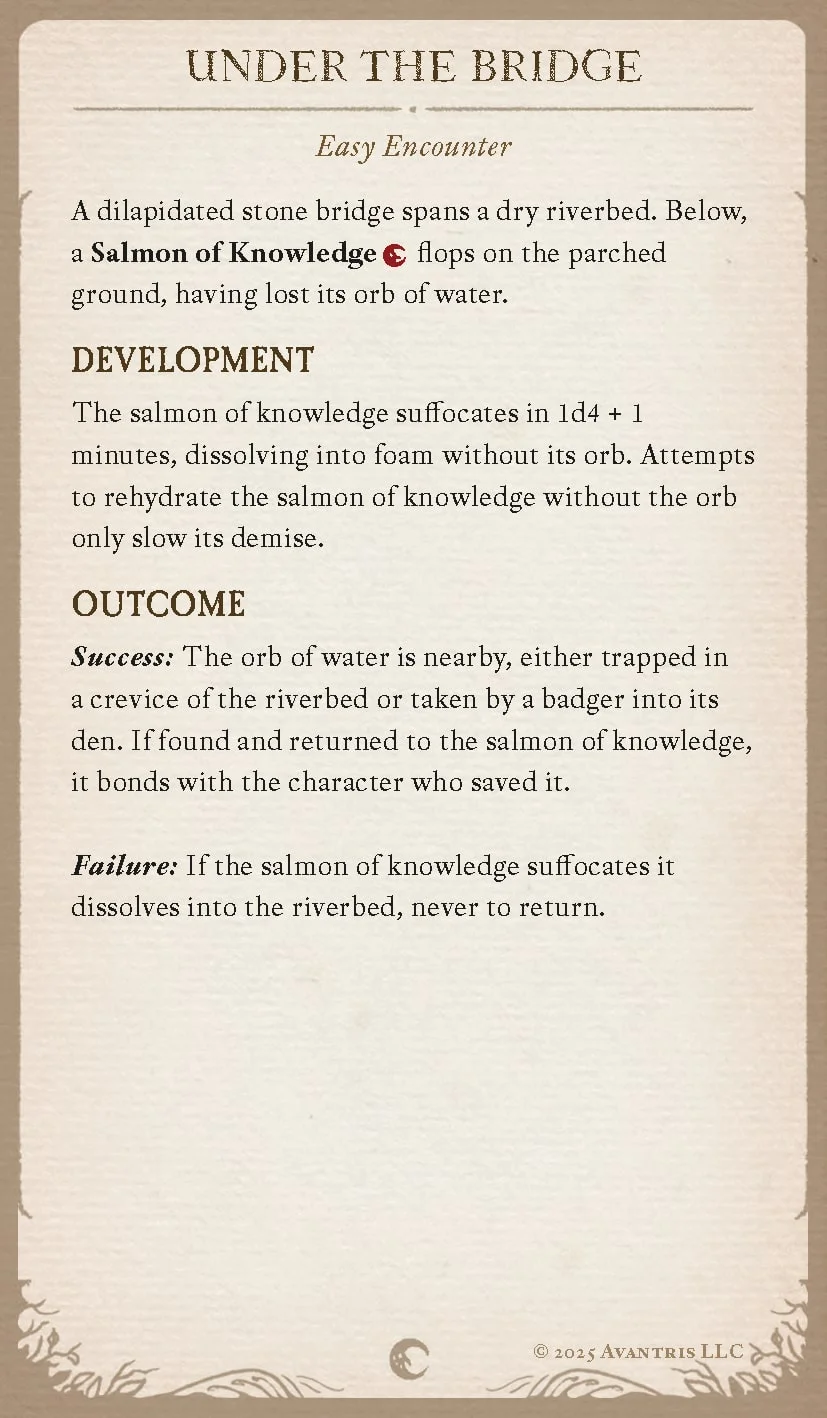 UNDER THE BRIDGE
Easy Encounter
A dilapidated stone bridge spans a dry riverbed. Below,
a Salmon of Knowledge flops on the parched
ground, having lost its orb of water.
DEVELOPMENT
The salmon of knowledge suffocates in 1d4 + 1
minutes, dissolving into foam without its orb. Attempts
to rehydrate the salmon of knowledge without the orb
only slow its demise.
OUTCOME
Success: The orb of water is nearby, either trapped in
a crevice of the riverbed or taken by a badger into its
den. If found and returned to the salmon of knowledge,
it bonds with the character who saved it.
Failure: If the salmon of knowledge suffocates it
dissolves into the riverbed, never to return.
© 2025 AVANTRIS LLC